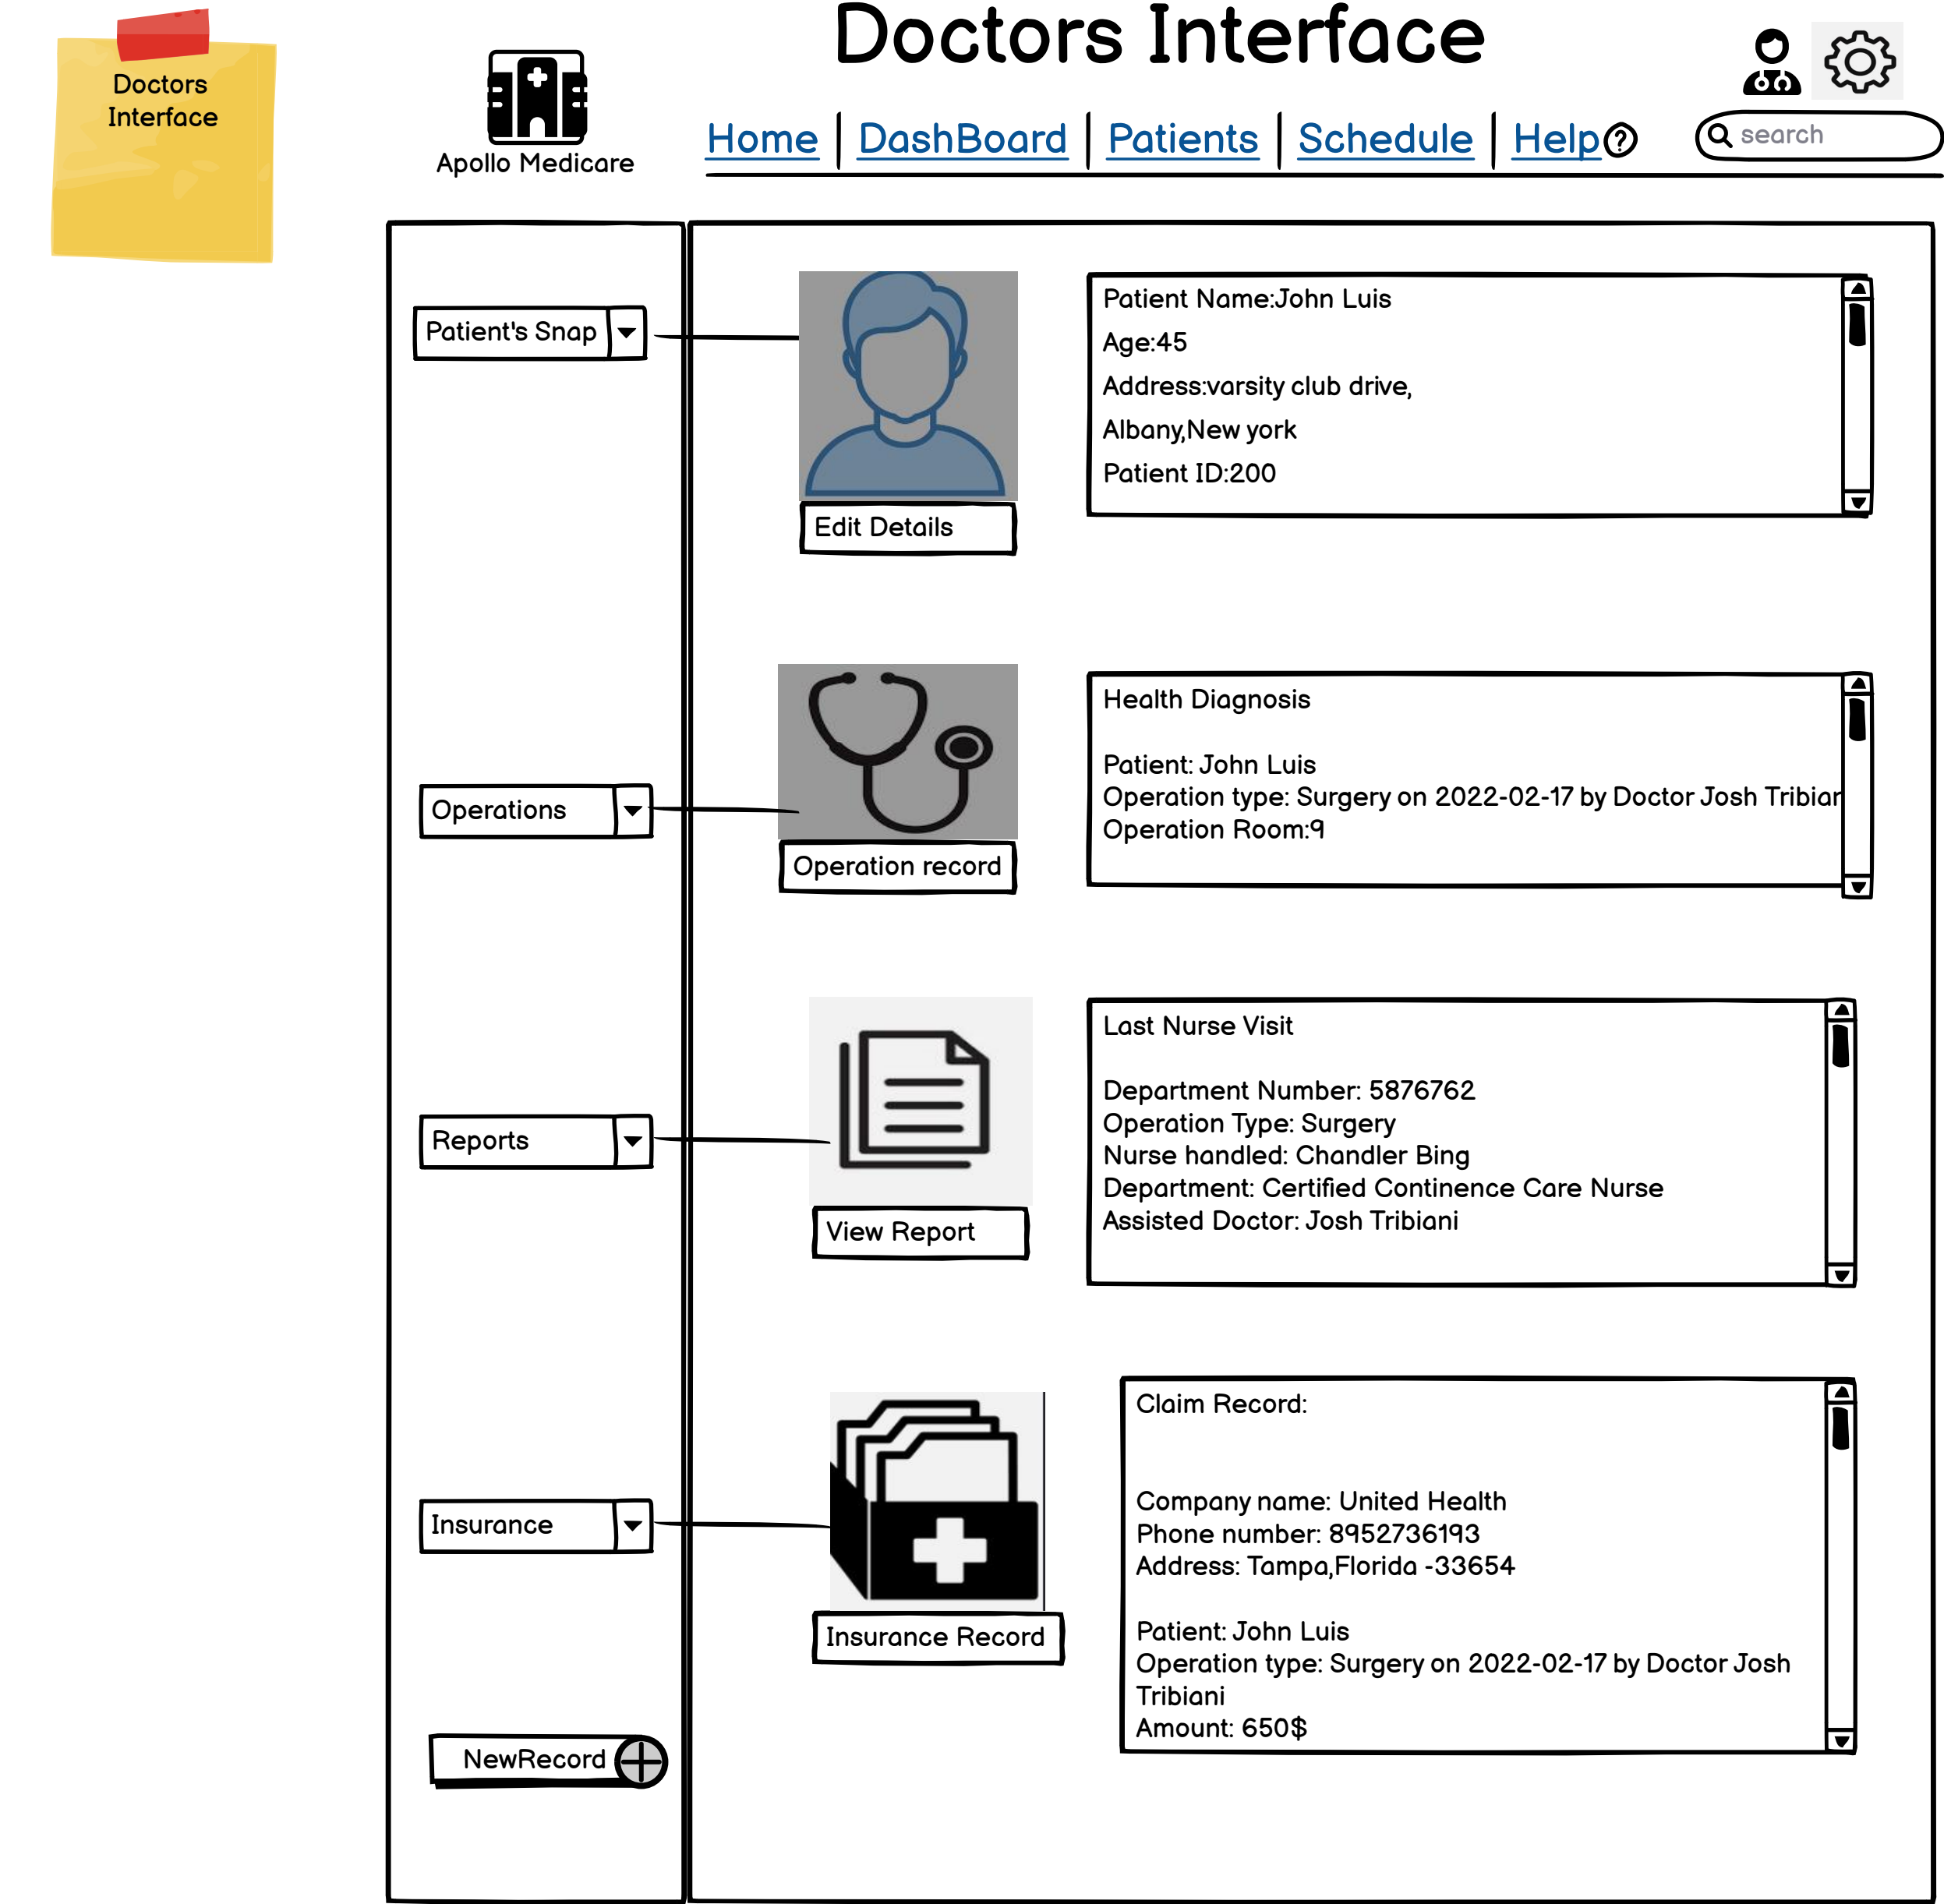 Doctors
Interface
Apollo Medicare
Doctors Interface
Home DashBoard Patients Schedule Help?
search
Patient's Snap
Edit Details
Patient Name:John Luis
Age:45
Address:varsity club drive,
Albany,New york
Patient ID:200
Operations
Operation record
Health Diagnosis
Patient: John Luis
Operation type: Surgery on 2022-02-17 by Doctor Josh Tribian
Operation Room:9
Reports
View Report
Last Nurse Visit
Department Number: 5876762
Operation Type: Surgery
Nurse handled: Chandler Bing
Department: Certified Continence Care Nurse
Assisted Doctor: Josh Tribiani
Insurance
Insurance Record
Claim Record:
Company name: United Health
Phone number: 8952736193
Address: Tampa,Florida -33654
Patient: John Luis
Operation type: Surgery on 2022-02-17 by Doctor Josh
Tribiani
Amount: 650$
NewRecord